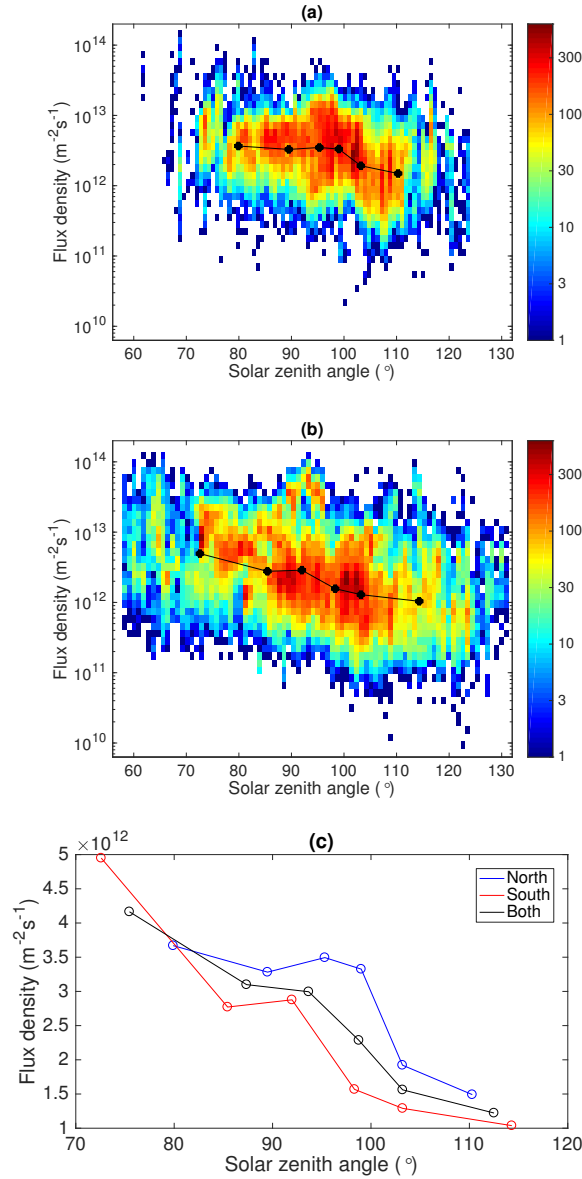 (a)
10^14
10^13
10^12
10^11
10^10
Flux density (m^-2s^-1)
60 70 80 90 100 110 120 130
Solar zenith angle (°)
300
100
30
10
3
1
(b)
10^14
10^13
10^12
10^11
10^10
Flux density (m^-2s^-1)
60 70 80 90 100 110 120 130
Solar zenith angle (°)
300
100
30
10
3
1
(c)
×10^12
5
4.5
4
3.5
3
2.5
2
1.5
1
Flux density (m^-2s^-1)
North
South
Both
70 80 90 100 110 120
Solar zenith angle (°)